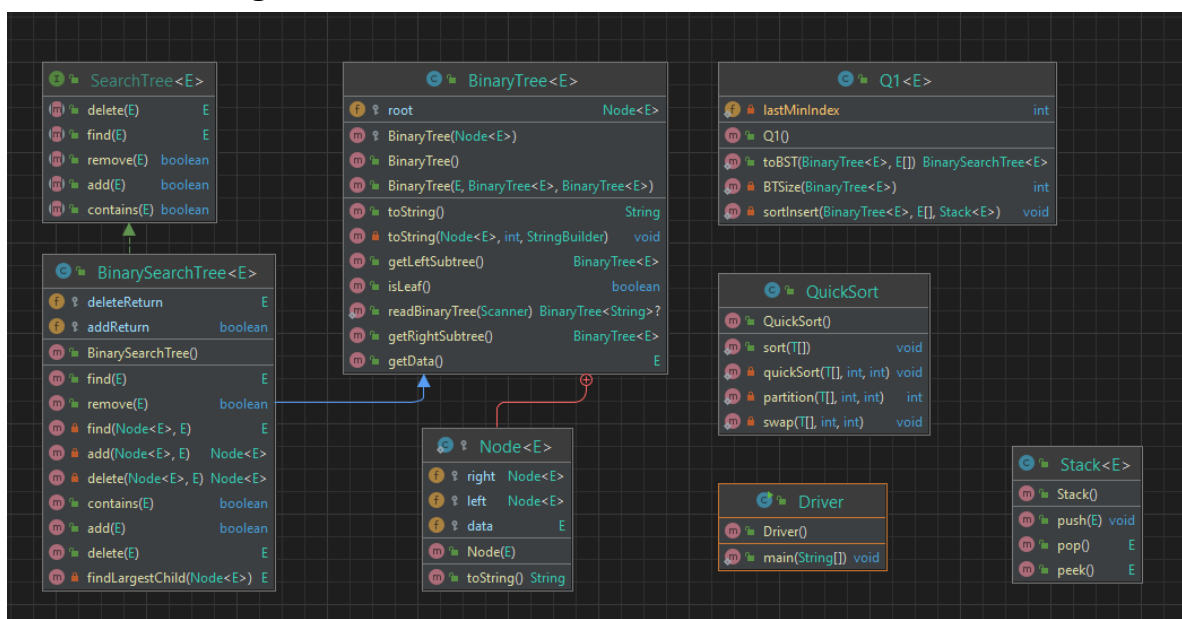 SearchTree<E>
delete(E) E
find(E) E
remove(E) boolean
add(E) boolean
contains(E) boolean
BinarySearchTree<E>
deleteReturn E
addReturn boolean
BinarySearchTree()
find(E) E
remove(E) boolean
find(Node<E>, E) E
add(Node<E>, E) Node<E>
delete(Node<E>, E) Node<E>
contains(E) boolean
add(E) boolean
delete(E) E
findLargestChild(Node<E>) E
BinaryTree<E>
root Node<E>
BinaryTree(Node<E>)
BinaryTree()
BinaryTree(E, BinaryTree<E>, BinaryTree<E>)
toString() String
toString(Node<E>, int, StringBuilder) void
getLeftSubtree() BinaryTree<E>
isLeaf() boolean
readBinaryTree(Scanner) BinaryTree<String>?
getRightSubtree() BinaryTree<E>
getData() E
Node<E>
right Node<E>
left Node<E>
data E
Node(E)
toString() String
Q1<E>
lastMinIndex int
Q1()
toBST(BinaryTree<E>, E[]) BinarySearchTree<E>
BTSize(BinaryTree<E>) int
sortInsert(BinaryTree<E>, E[], Stack<E>) void
QuickSort
QuickSort()
sort(T[]) void
quickSort(T[], int, int) void
partition(T[], int, int) int
swap(T[], int, int) void
Driver
Driver()
main(String[]) void
Stack<E>
Stack()
push(E) void
pop() E
peek() E